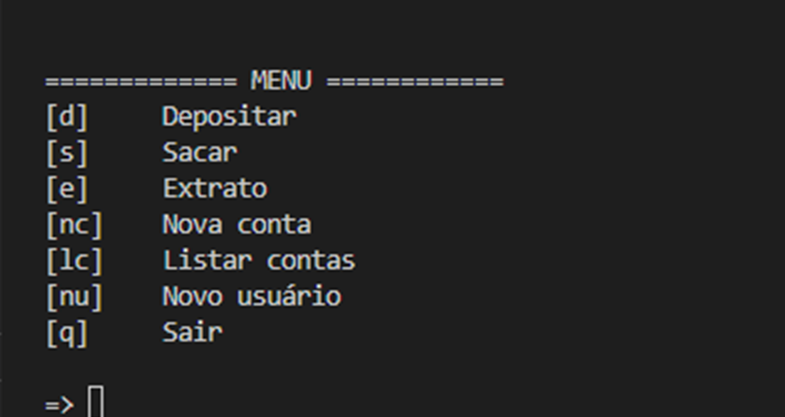 ============= MENU ============
[d] Depositar
[s] Sacar
[e] Extrato
[nc] Nova conta
[lc] Listar contas
[nu] Novo usuário
[q] Sair
=>